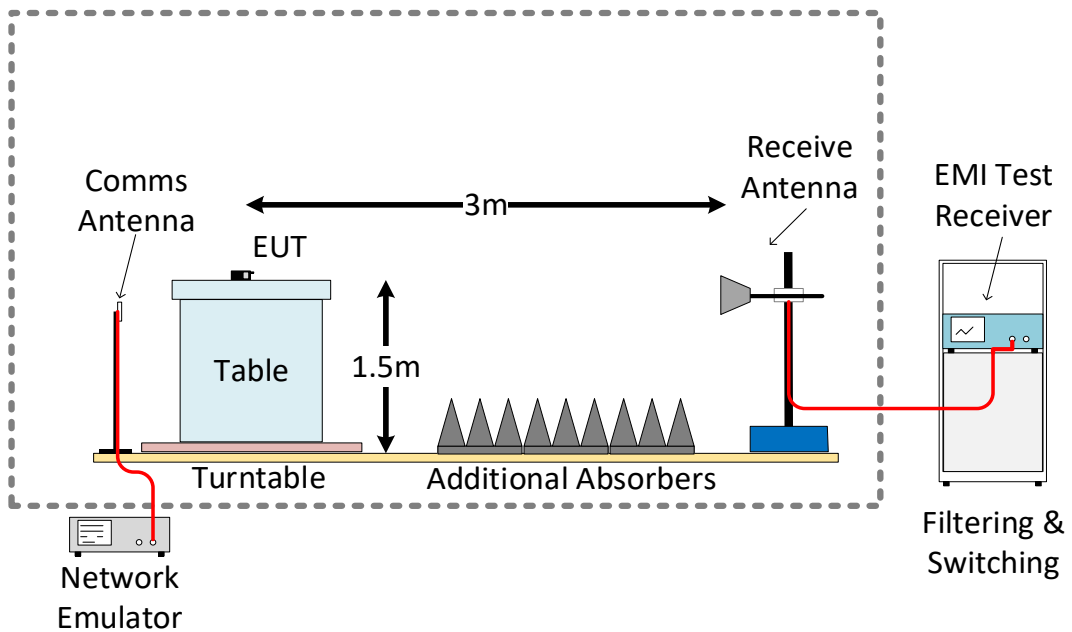 Comms
Antenna
EUT
3m
Receive
Antenna
EMI Test
Receiver
Table
1.5m
Turntable
Additional Absorbers
Network
Emulator
Filtering &
Switching